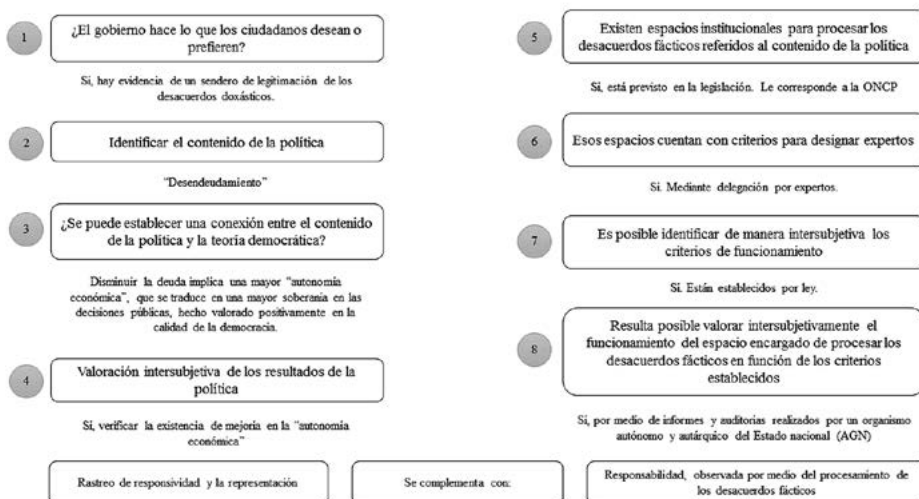 1
¿El gobierno hace lo que los ciudadanos desean o
prefieren?
Si, hay evidencia de un sendero de legitimación de los
desacuerdos doxásticos.
2
Identificar el contenido de la política
"Desendeudamiento"
3
¿Se puede establecer una conexión entre el contenido
de la política y la teoría democrática?
Disminuir la deuda implica una mayor "autonomía
económica", que se traduce en una mayor soberanía en las
decisiones públicas, hecho valorado positivamente en la
calidad de la democracia.
4
Valoración intersubjetiva de los resultados de la
política
Si, verificar la existencia de mejoría en la "autonomía
económica"
5
Existen espacios institucionales para procesar los
desacuerdos fácticos referidos al contenido de la política
Si, está previsto en la legislación. Le corresponde a la ONCP
6
Esos espacios cuentan con criterios para designar expertos
Si. Mediante delegación por expertos.
7
Es posible identificar de manera intersubjetiva los
criterios de funcionamiento
Si. Están establecidos por ley.
8
Resulta posible valorar intersubjetivamente el
funcionamiento del espacio encargado de procesar los
desacuerdos fácticos en función de los criterios
establecidos
Si, por medio de informes y auditorias realizados por un organismo
autónomo y autárquico del Estado nacional (AGN)
Rastreo de responsividad y la representación
Se complementa con:
Responsabilidad, observada por medio del procesamiento de
los desacuerdos fácticos